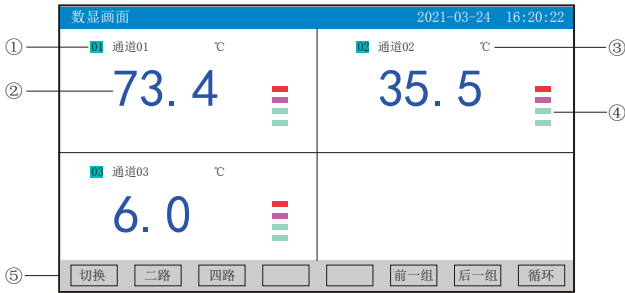 数显画面 2021-03-24 16:20:22
① 01 通道01 ℃ 02 通道02 ℃ ③
② 73.4 35.5 ④
03 通道03 ℃
6.0
⑤ 切换 二路 四路 前一组 后一组 循环